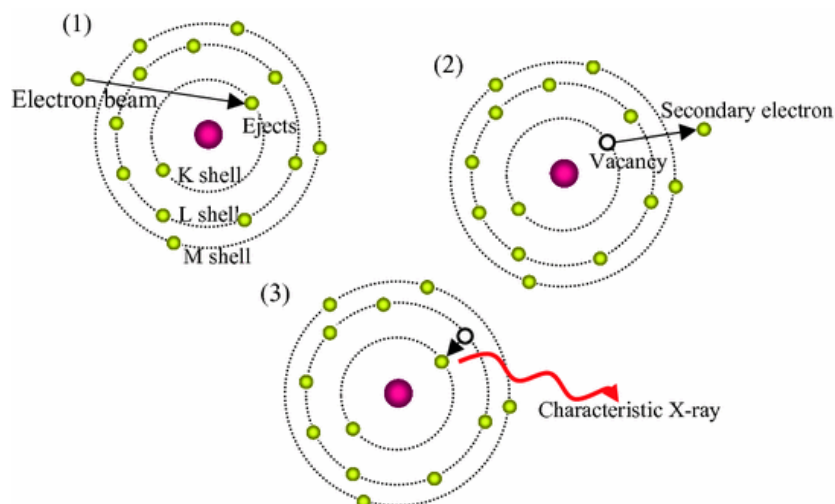 (1)
Electron beam
Ejects
K shell
L shell
M shell
(2)
Secondary electron
Vacancy
(3)
Characteristic X-ray